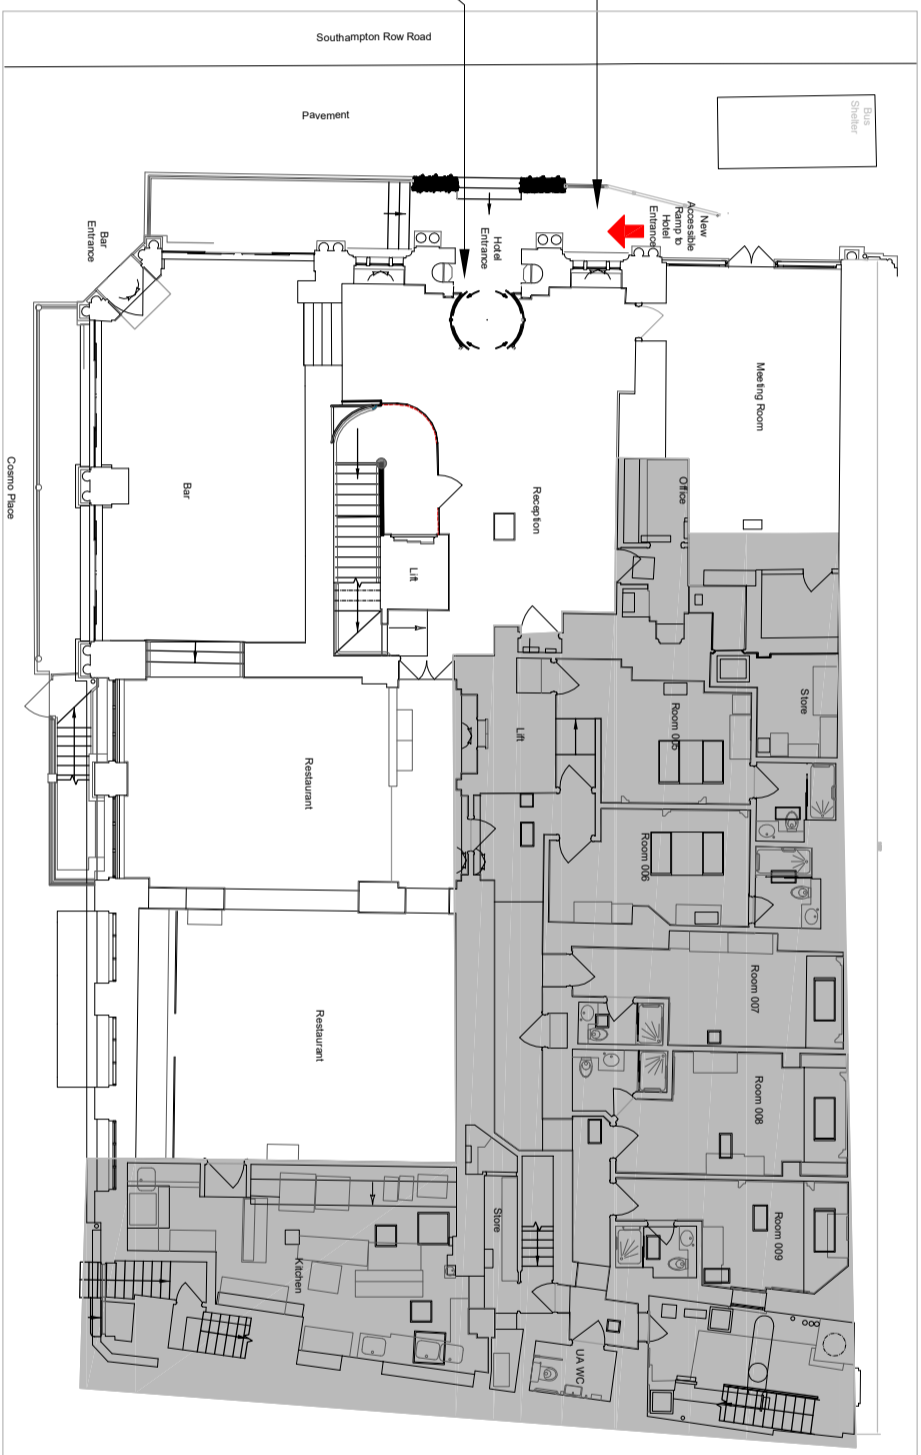 Southampton Row Road
Pavement
Bus
Shelter
New
Accessible
Ramp to
Hotel
Entrance
Hotel
Entrance
Bar
Entrance
Meeting Room
Cosmo Place
Bar
Reception
Office
Lift
Store
Room 005
Lift
Restaurant
Room 006
Room 007
Restaurant
Room 008
Store
Room 009
Kitchen
UA WC